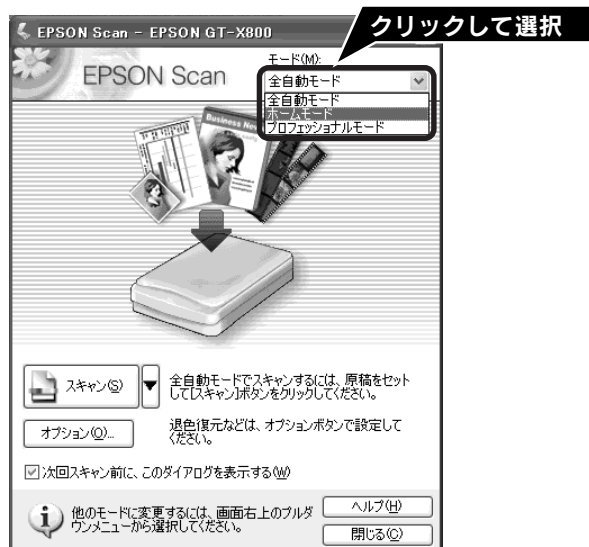 クリックして選択
EPSON Scan - EPSON GT-X800
EPSON Scan
モード(M):
全自動モード
全自動モード
ホームモード
プロフェッショナルモード
Business Ne
スキャン(S)
全自動モードでスキャンするには、原稿をセット
して[スキャン]ボタンをクリックしてください。
オプション(O)...
退色復元などは、オプションボタンで設定して
ください。
次回スキャン前に、このダイアログを表示する(W)
他のモードに変更するには、画面右上のプルダ
ウンメニューから選択してください。
ヘルプ(H)
閉じる(C)